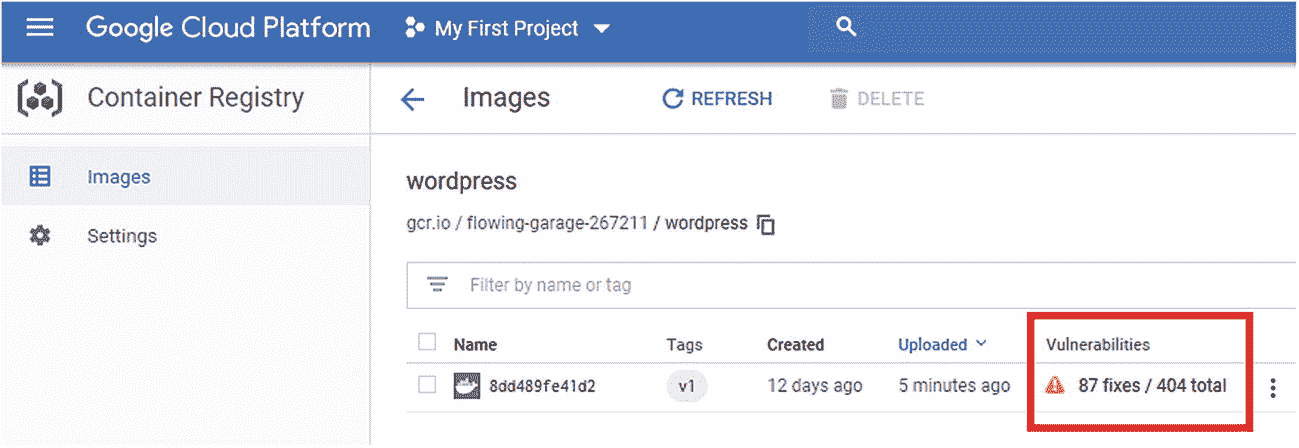 Google Cloud Platform My First Project
Container Registry Images REFRESH DELETE
Images
Settings
wordpress
gcr.io / flowing-garage-267211 / wordpress
Filter by name or tag
Name Tags Created Uploaded Vulnerabilities
8dd489fe41d2 v1 12 days ago 5 minutes ago 87 fixes / 404 total